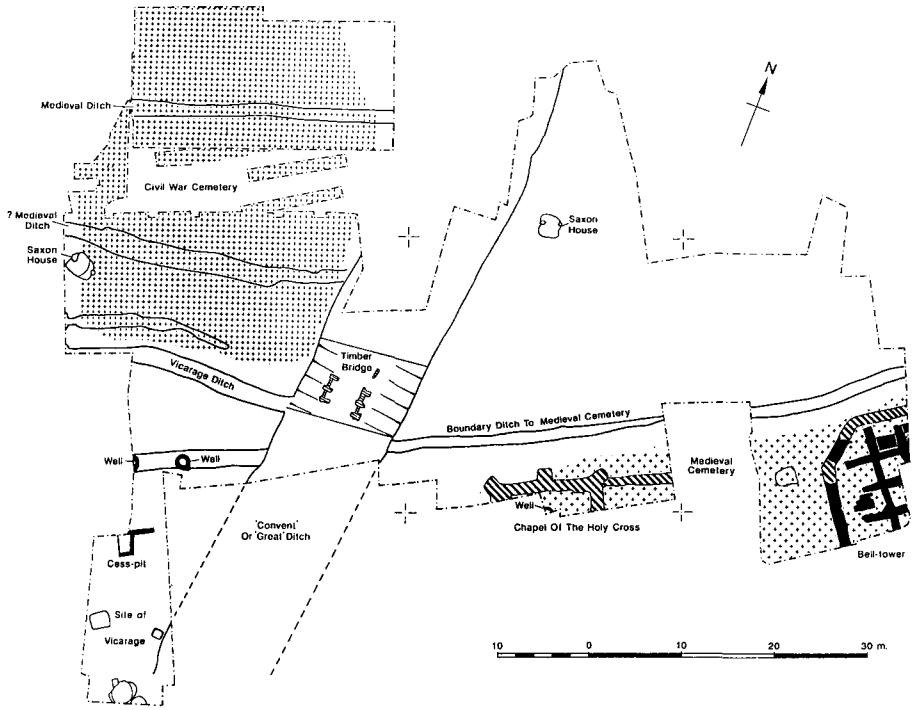 N
Medieval Ditch
Civil War Cemetery
? Medieval
Ditch
Saxon
House
Saxon
House
Timber
Bridge
Vicarage Ditch
Boundary Ditch To Medieval Cemetery
Well
Well
Medieval
Cemetery
Well
Chapel Of The Holy Cross
'Convent'
Or 'Great' Ditch
Bell-tower
Cess-pit
Site of
Vicarage
10 0 10 20 30 m.